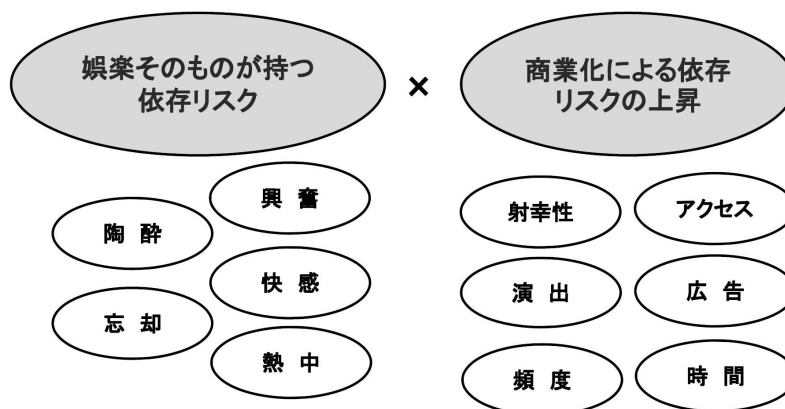 娯楽そのものが持つ
依存リスク
×
商業化による依存
リスクの上昇
興 奮
陶 酔
快 感
忘 却
熱 中
射幸性
アクセス
演 出
広 告
頻 度
時 間